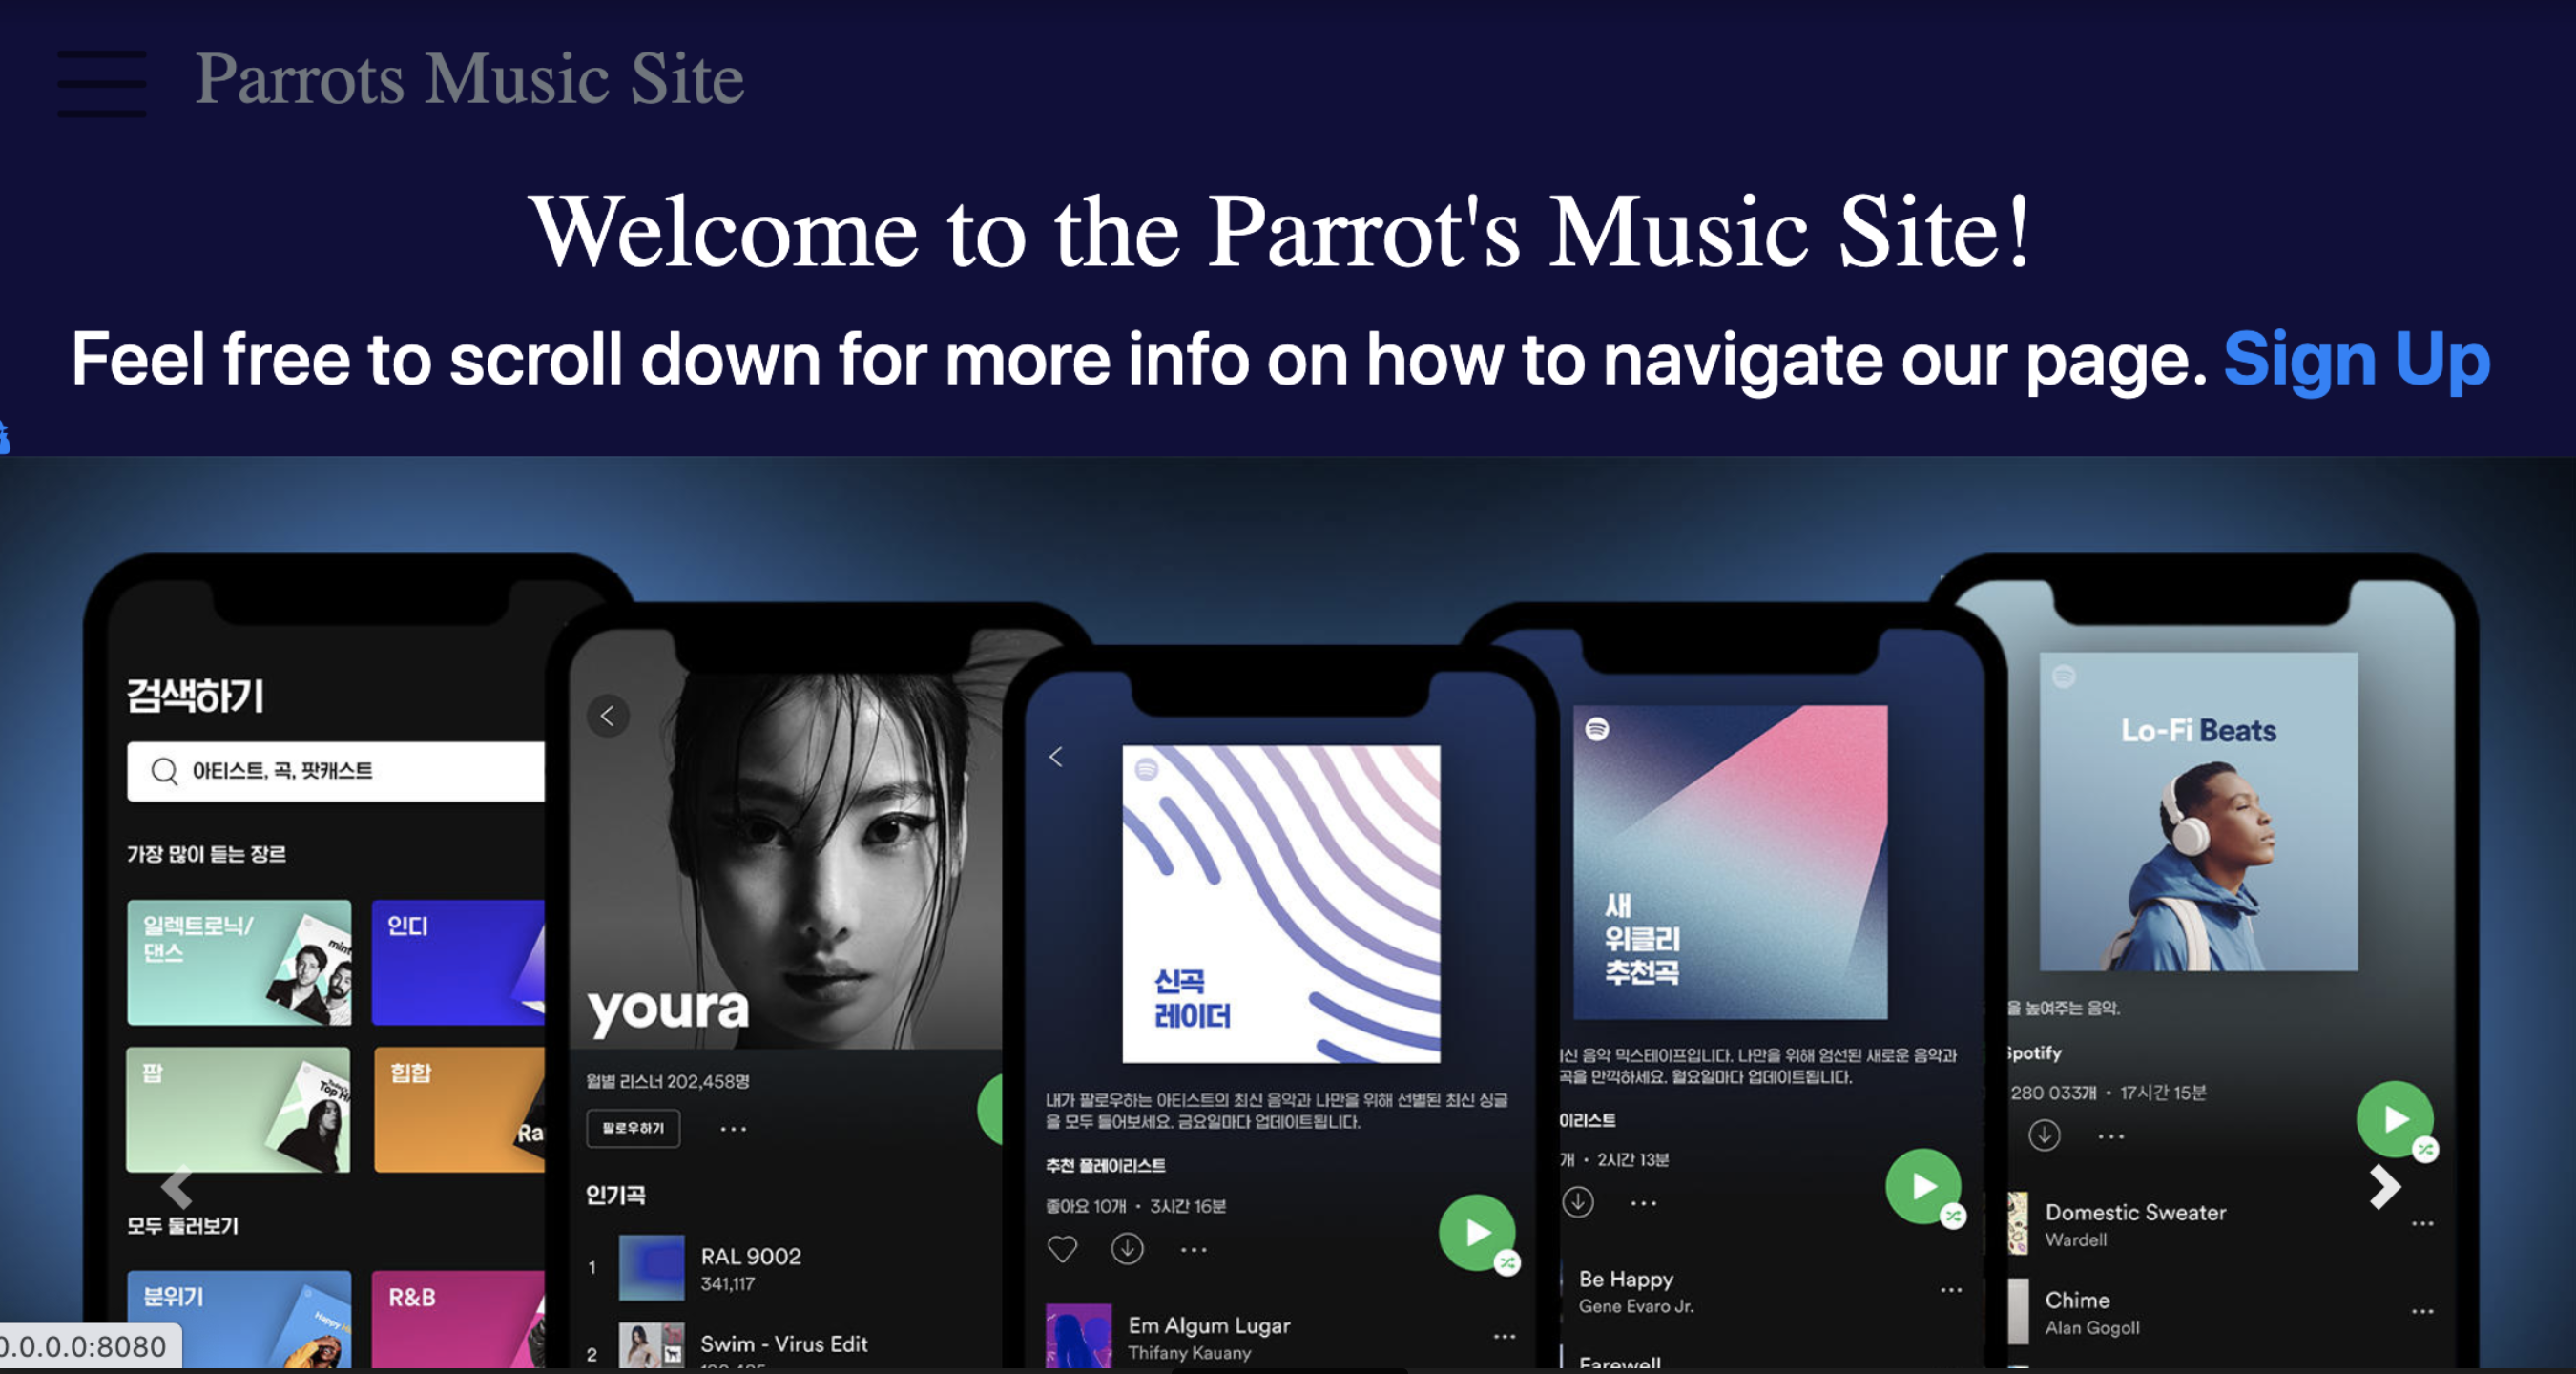 Parrots Music Site
Welcome to the Parrot's Music Site!
Feel free to scroll down for more info on how to navigate our page. Sign Up
검색하기
아티스트, 곡, 팟캐스트
가장 많이 듣는 장르
일렉트로닉/
댄스
mint
인디
팝
힙합
Ra
모두 둘러보기
분위기
Happy
R&B
youra
월별 리스너 202,458명
팔로우하기
인기곡
1
RAL 9002
341,117
2
Swim - Virus Edit
신곡
레이더
내가 팔로우하는 아티스트의 최신 음악과 나만을 위해 선별된 최신 싱글
을 모두 들어보세요. 금요일마다 업데이트됩니다.
추천 플레이리스트
좋아요 10개 • 3시간 16분
Em Algum Lugar
Thifany Kauany
새
위클리
추천곡
신 음악 믹스테이프입니다. 나만을 위해 엄선된 새로운 음악과
곡을 만끽하세요. 월요일마다 업데이트됩니다.
이리스트
개 • 2시간 13분
Be Happy
Gene Evaro Jr.
Farewell
Lo-Fi Beats
을 높여주는 음악.
Spotify
280 033개 • 17시간 15분
Domestic Sweater
Wardell
Chime
Alan Gogoll
0.0.0.0:8080